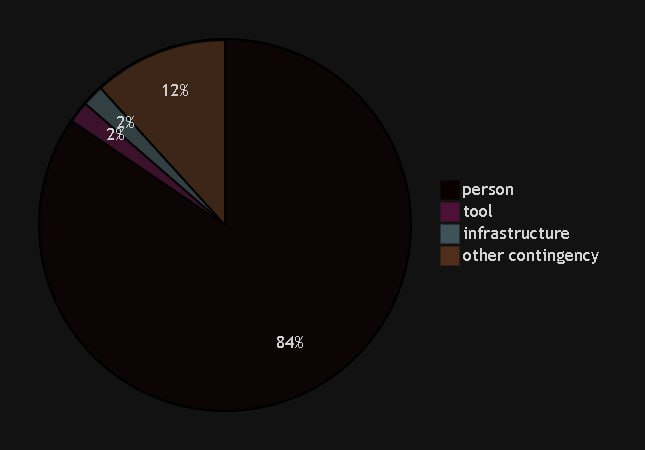 12%
2%
2%
84%
person
tool
infrastructure
other contingency